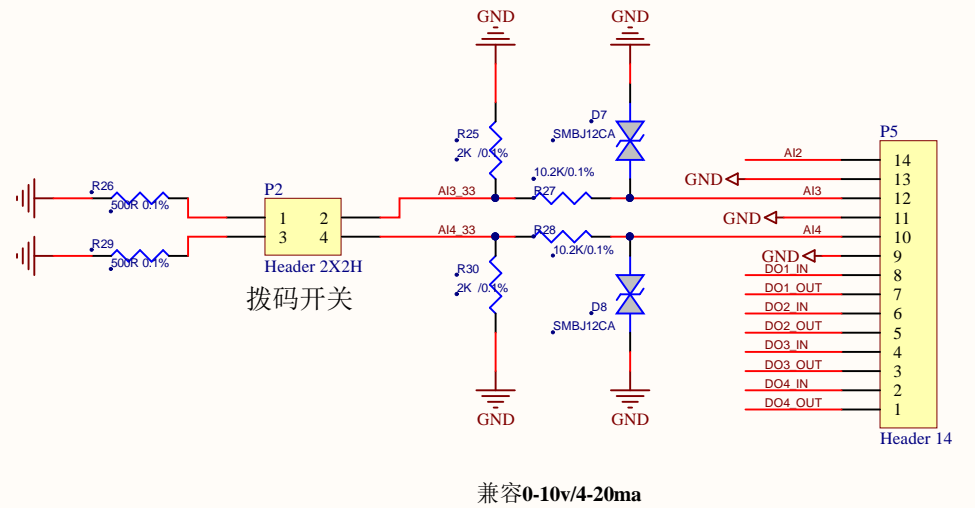 GND
GND
D7
SMBJ12CA
R25
2K /0.1%
10.2K/0.1%
R27
AI3_33
AI3
R26
500R 0.1%
P2
1 2
3 4
Header 2X2H
拨码开关
R29
500R 0.1%
AI4_33
R28
10.2K/0.1%
AI4
R30
2K /0.1%
D8
SMBJ12CA
GND
GND
P5
AI2
14
GND
13
12
GND
11
10
GND
9
DO1_IN
8
DO1_OUT
7
DO2_IN
6
DO2_OUT
5
DO3_IN
4
DO3_OUT
3
DO4_IN
2
DO4_OUT
1
Header 14
兼容0-10v/4-20ma